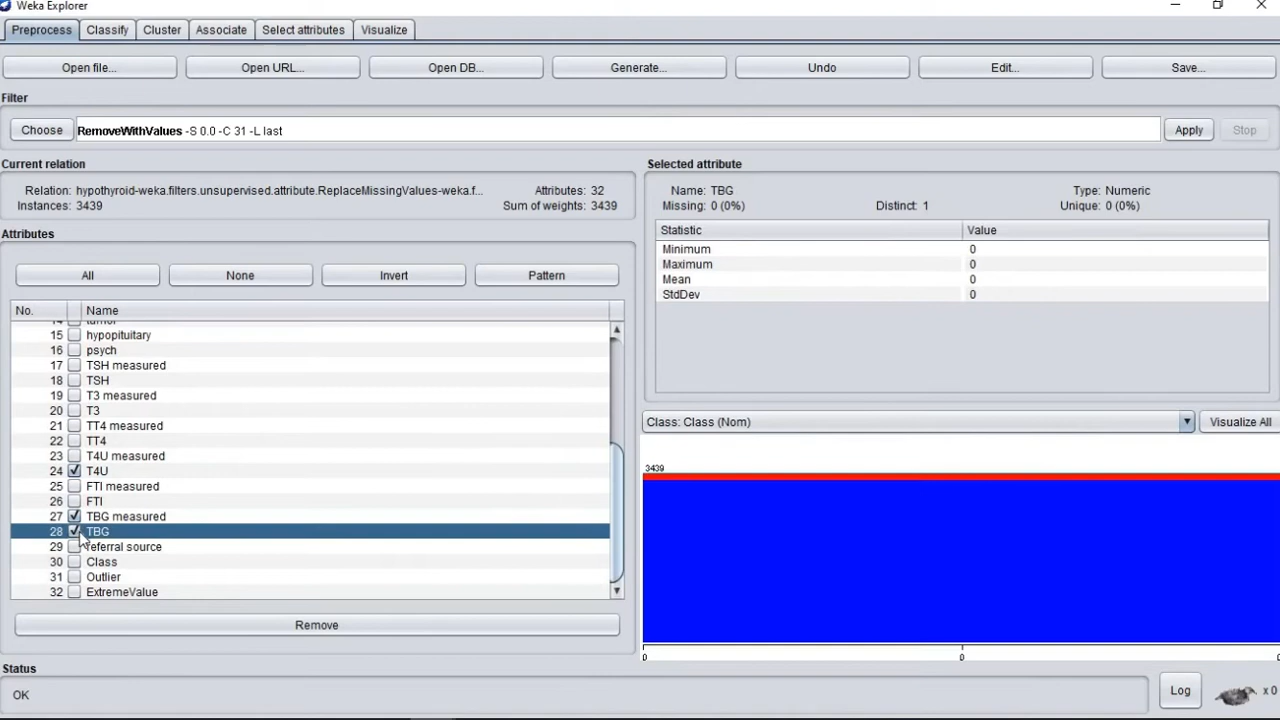 Weka Explorer
Preprocess Classify Cluster Associate Select attributes Visualize
Open file... Open URL... Open DB... Generate... Undo Edit... Save...
Filter
Choose RemoveWithValues -S 0.0 -C 31 -L last Apply Stop
Current relation
Relation: hypothyroid-weka.filters.unsupervised.attribute.ReplaceMissingValues-weka.f... Attributes: 32
Instances: 3439 Sum of weights: 3439
Attributes
All None Invert Pattern
No. Name
14 tumor
15 hypopituitary
16 psych
17 TSH measured
18 TSH
19 T3 measured
20 T3
21 TT4 measured
22 TT4
23 T4U measured
24 T4U
25 FTI measured
26 FTI
27 TBG measured
28 TBG
29 referral source
30 Class
31 Outlier
32 ExtremeValue
Remove
Selected attribute
Name: TBG Type: Numeric
Missing: 0 (0%) Distinct: 1 Unique: 0 (0%)
Statistic Value
Minimum 0
Maximum 0
Mean 0
StdDev 0
Class: Class (Nom) Visualize All
3439
0 0 0
Status
OK Log x 0